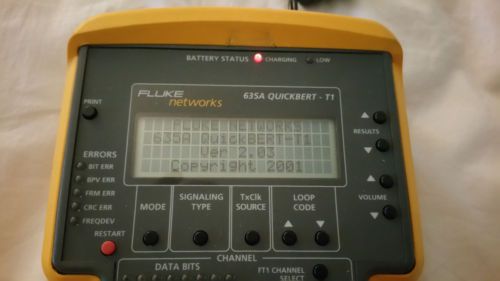 BATTERY STATUS CHARGING LOW
FLUKE
networks
635A QUICKBERT - T1
PRINT
FLUKE NETWORKS
635A QuickBERT-T1
Ver 2.03
Copyright 2001
RESULTS
VOLUME
ERRORS
BIT ERR
BPV ERR
FRM ERR
CRC ERR
FREQDEV
RESTART
MODE
SIGNALING
TYPE
TxClk
SOURCE
LOOP
CODE
CHANNEL
DATA BITS
FT1 CHANNEL
SELECT